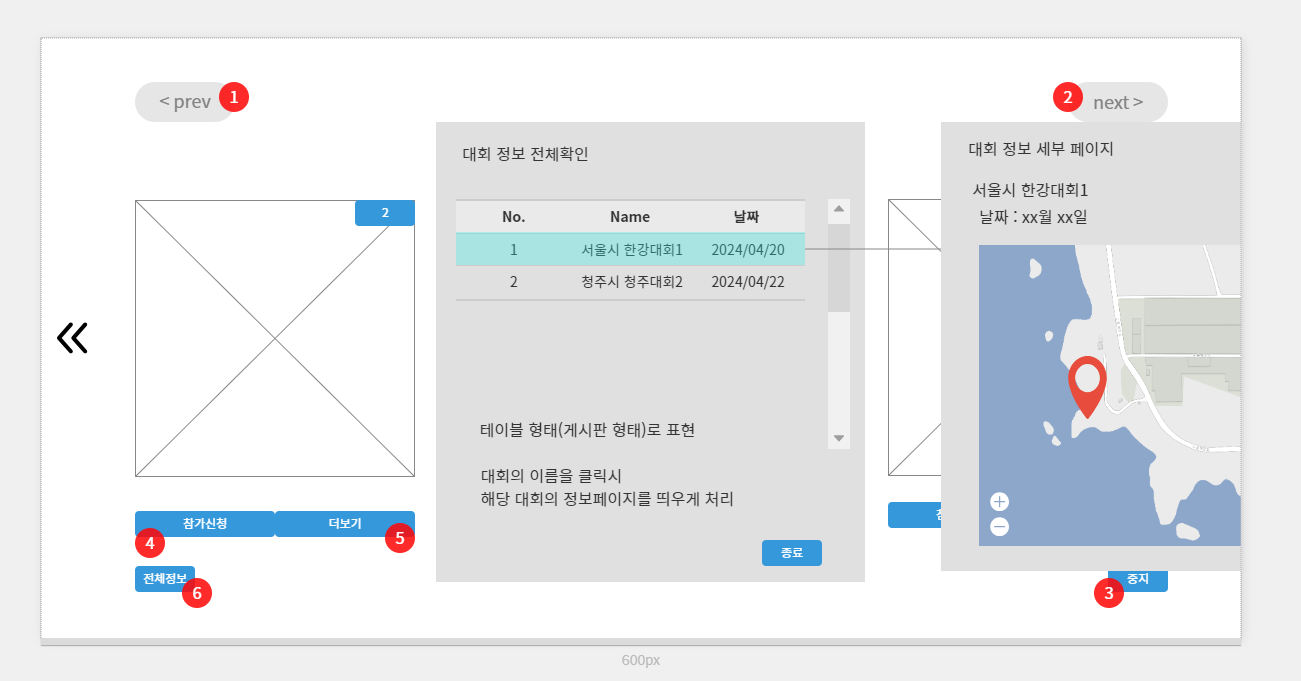 < prev
1
2
next >
대회 정보 전체확인
대회 정보 세부 페이지
서울시 한강대회1
날짜 : xx월 xx일
2
No. Name 날짜
1 서울시 한강대회1 2024/04/20
2 청주시 청주대회2 2024/04/22
테이블 형태(게시판 형태)로 표현
대회의 이름을 클릭시
해당 대회의 정보페이지를 띄우게 처리
종료
참가신청
더보기
4
5
전체정보
6
중지
3
600px